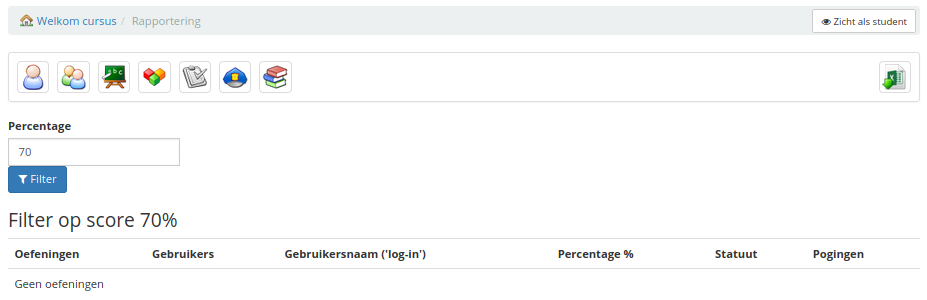 Welkom cursus / Rapportering
Zicht als student
Percentage
70
Filter
Filter op score 70%
Oefeningen Gebruikers Gebruikersnaam ('log-in') Percentage % Statuut Pogingen
Geen oefeningen